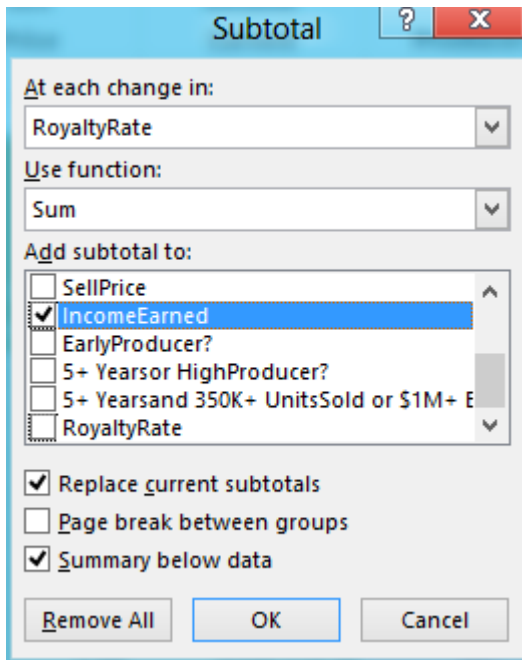 Subtotal
?
x
At each change in:
RoyaltyRate
Use function:
Sum
Add subtotal to:
SellPrice
IncomeEarned
EarlyProducer?
5+ Yearsor HighProducer?
5+ Yearsand 350K+ UnitsSold or $1M+ E
RoyaltyRate
Replace current subtotals
Page break between groups
Summary below data
Remove All OK Cancel